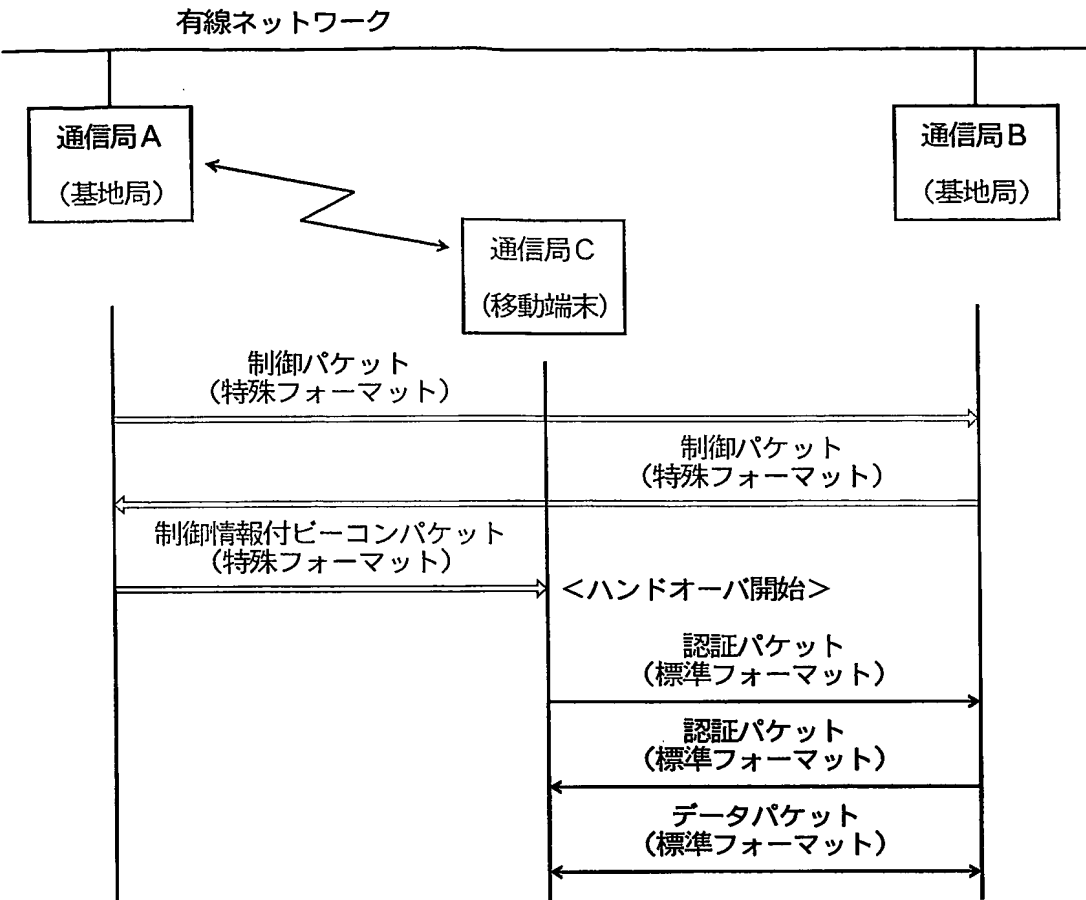 有線ネットワーク
通信局A
(基地局)
通信局B
(基地局)
通信局C
(移動端末)
制御パケット
(特殊フォーマット)
制御パケット
(特殊フォーマット)
制御情報付ビーコンパケット
(特殊フォーマット)
<ハンドオーバ開始>
認証パケット
(標準フォーマット)
認証パケット
(標準フォーマット)
データパケット
(標準フォーマット)